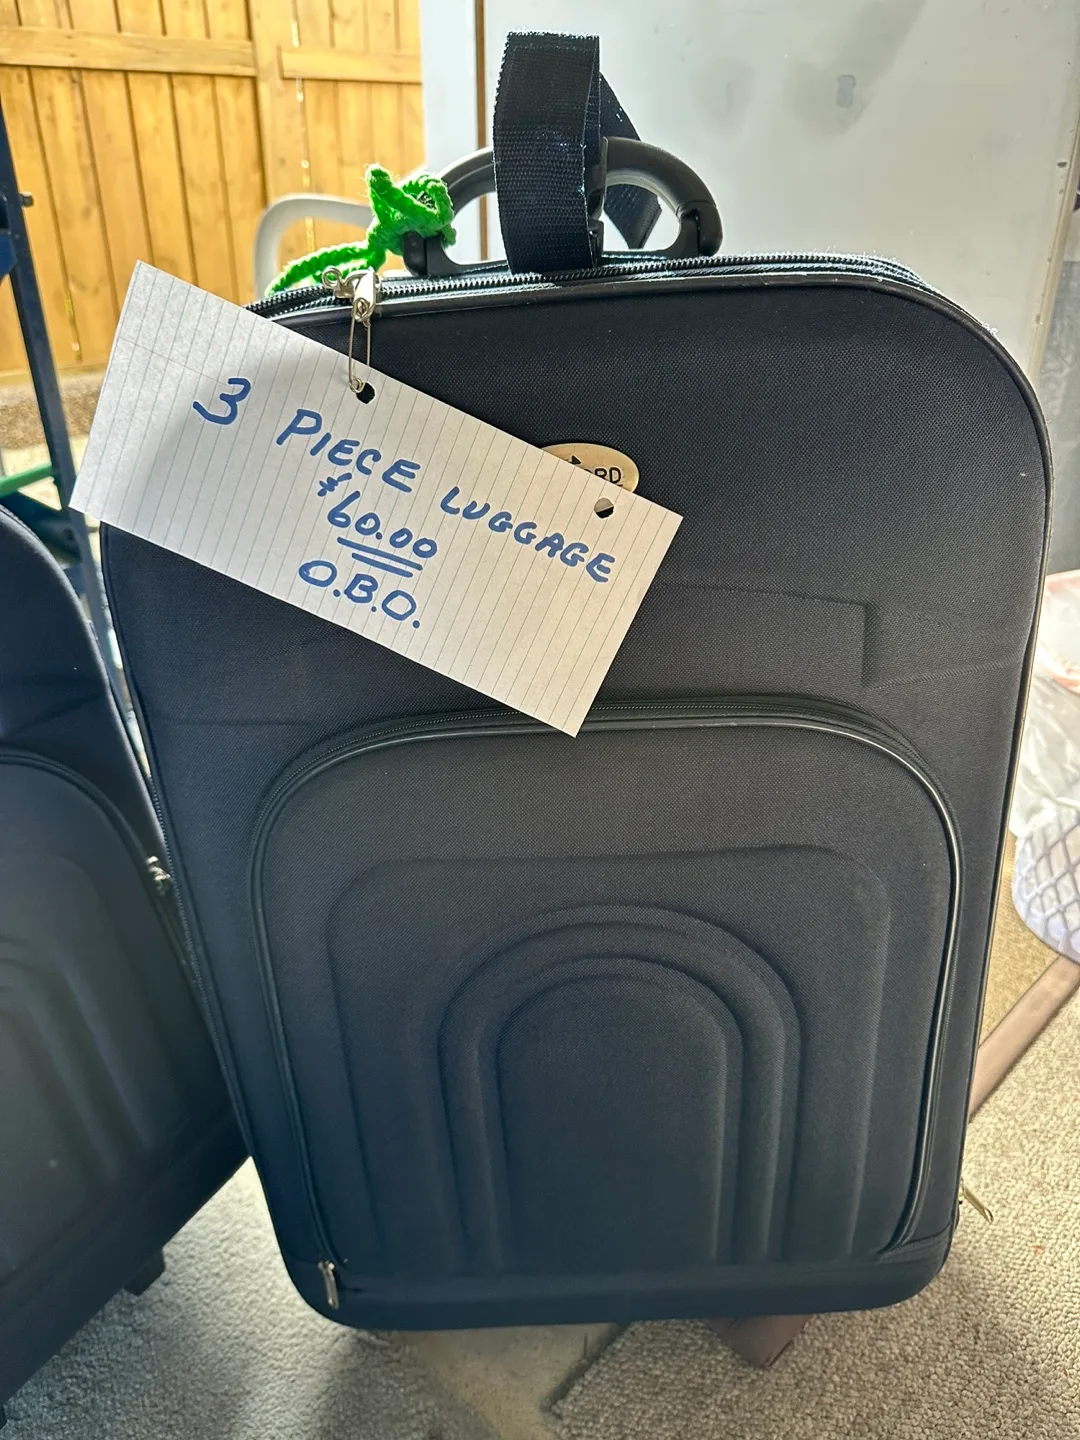 3 PIECE LUGGAGE
$60.00
O.B.O.